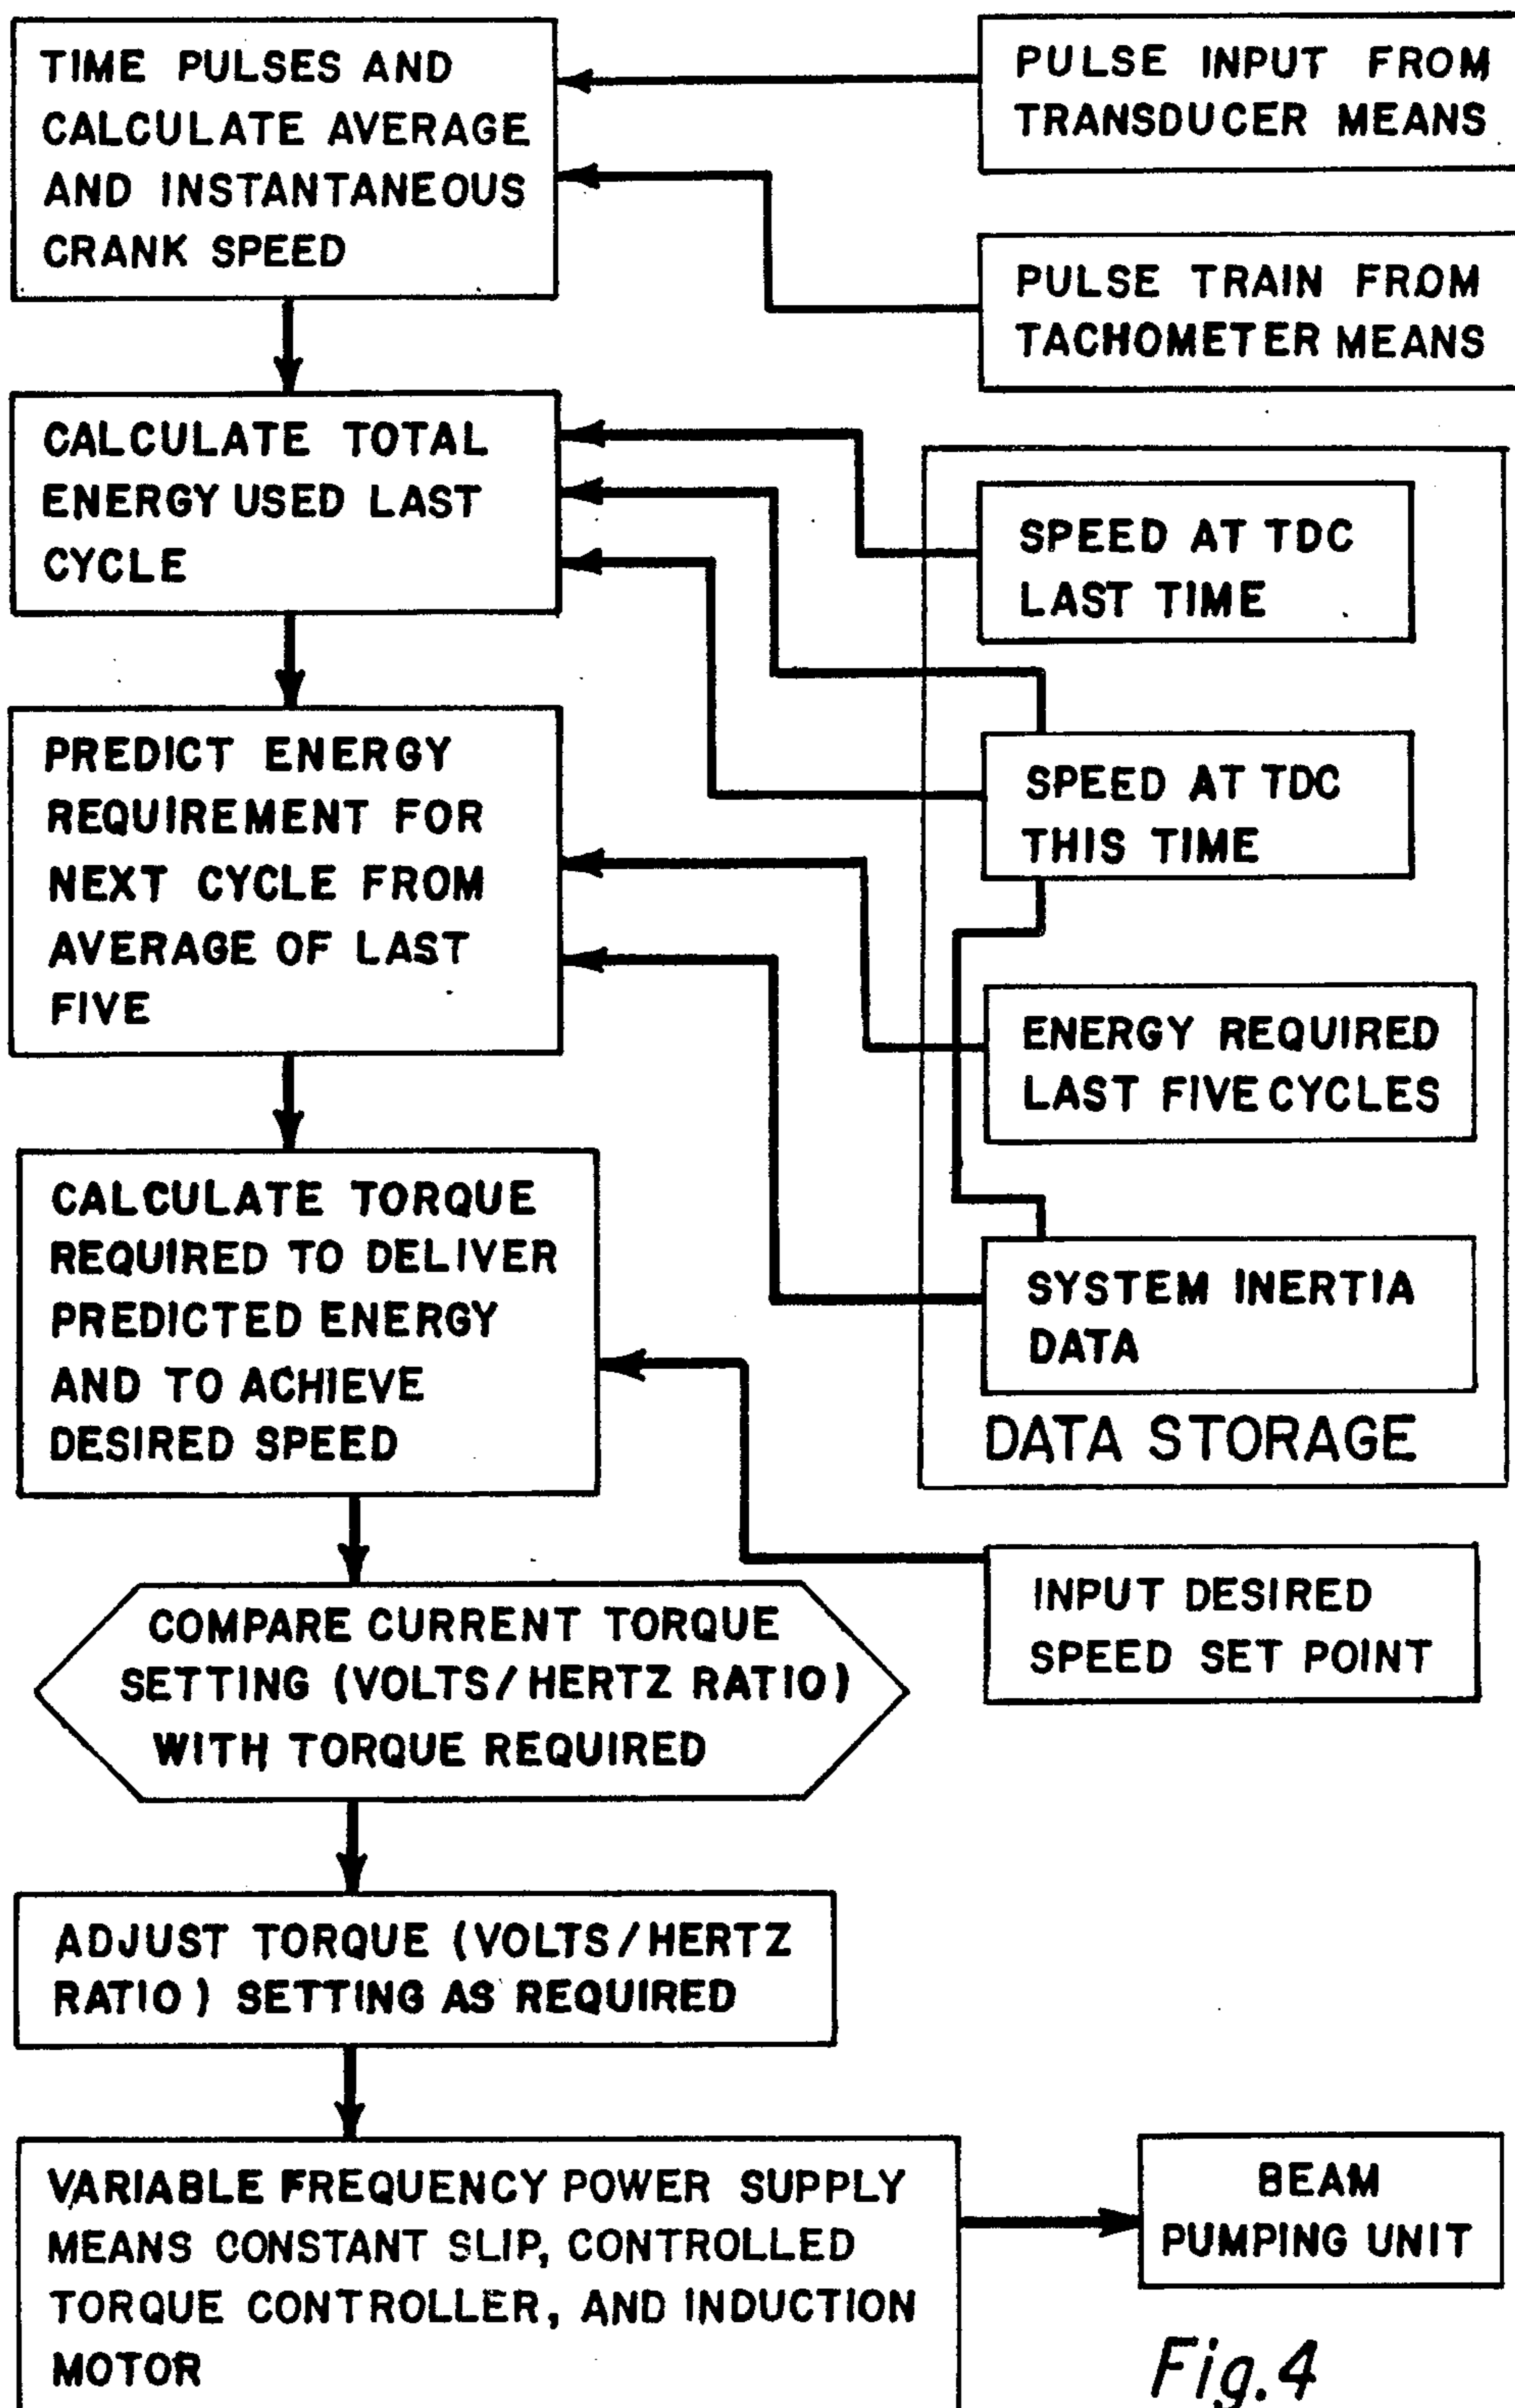 TIME PULSES AND
CALCULATE AVERAGE
AND INSTANTANEOUS
CRANK SPEED
PULSE INPUT FROM
TRANSDUCER MEANS
PULSE TRAIN FROM
TACHOMETER MEANS
CALCULATE TOTAL
ENERGY USED LAST
CYCLE
SPEED AT TDC
LAST TIME
PREDICT ENERGY
REQUIREMENT FOR
NEXT CYCLE FROM
AVERAGE OF LAST
FIVE
SPEED AT TDC
THIS TIME
ENERGY REQUIRED
LAST FIVE CYCLES
CALCULATE TORQUE
REQUIRED TO DELIVER
PREDICTED ENERGY
AND TO ACHIEVE
DESIRED SPEED
SYSTEM INERTIA
DATA
DATA STORAGE
INPUT DESIRED
SPEED SET POINT
COMPARE CURRENT TORQUE
SETTING (VOLTS/HERTZ RATIO)
WITH TORQUE REQUIRED
ADJUST TORQUE (VOLTS/HERTZ
RATIO) SETTING AS REQUIRED
VARIABLE FREQUENCY POWER SUPPLY
MEANS CONSTANT SLIP, CONTROLLED
TORQUE CONTROLLER, AND INDUCTION
MOTOR
BEAM
PUMPING UNIT
Fig.4